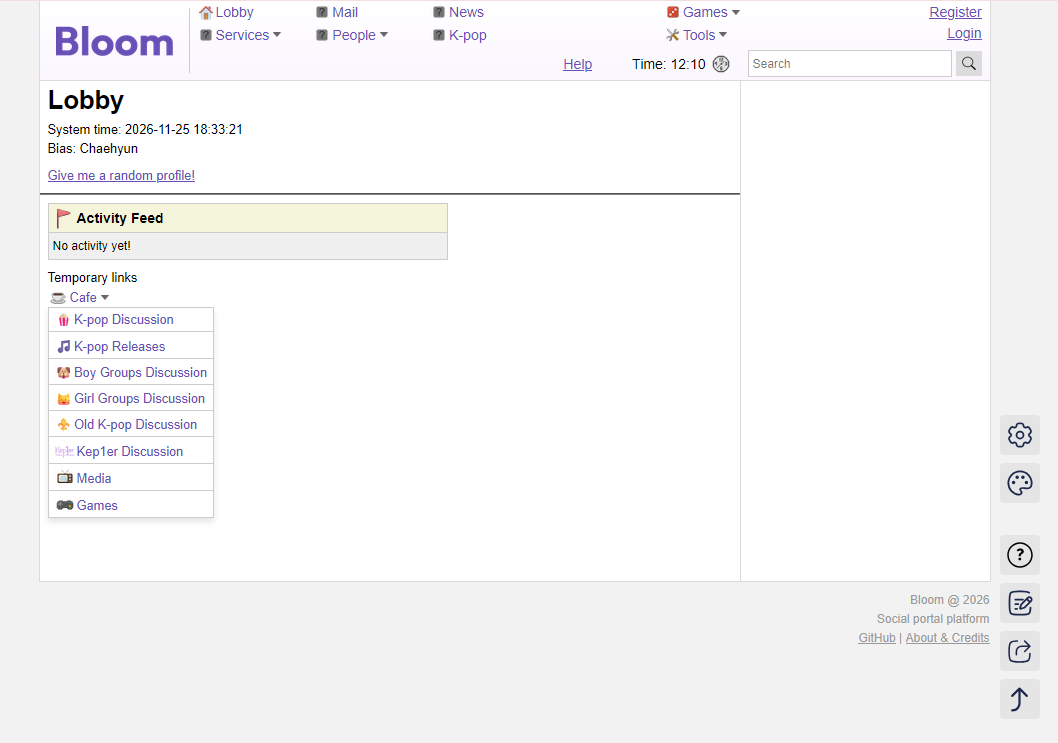 Bloom
Lobby
Mail
News
Games
Services
People
K-pop
Tools
Register
Login
Help
Time: 12:10
Search
Lobby
System time: 2026-11-25 18:33:21
Bias: Chaehyun
Give me a random profile!
Activity Feed
No activity yet!
Temporary links
Cafe
K-pop Discussion
K-pop Releases
Boy Groups Discussion
Girl Groups Discussion
Old K-pop Discussion
Kep1er Discussion
Media
Games
Bloom @ 2026
Social portal platform
GitHub | About & Credits